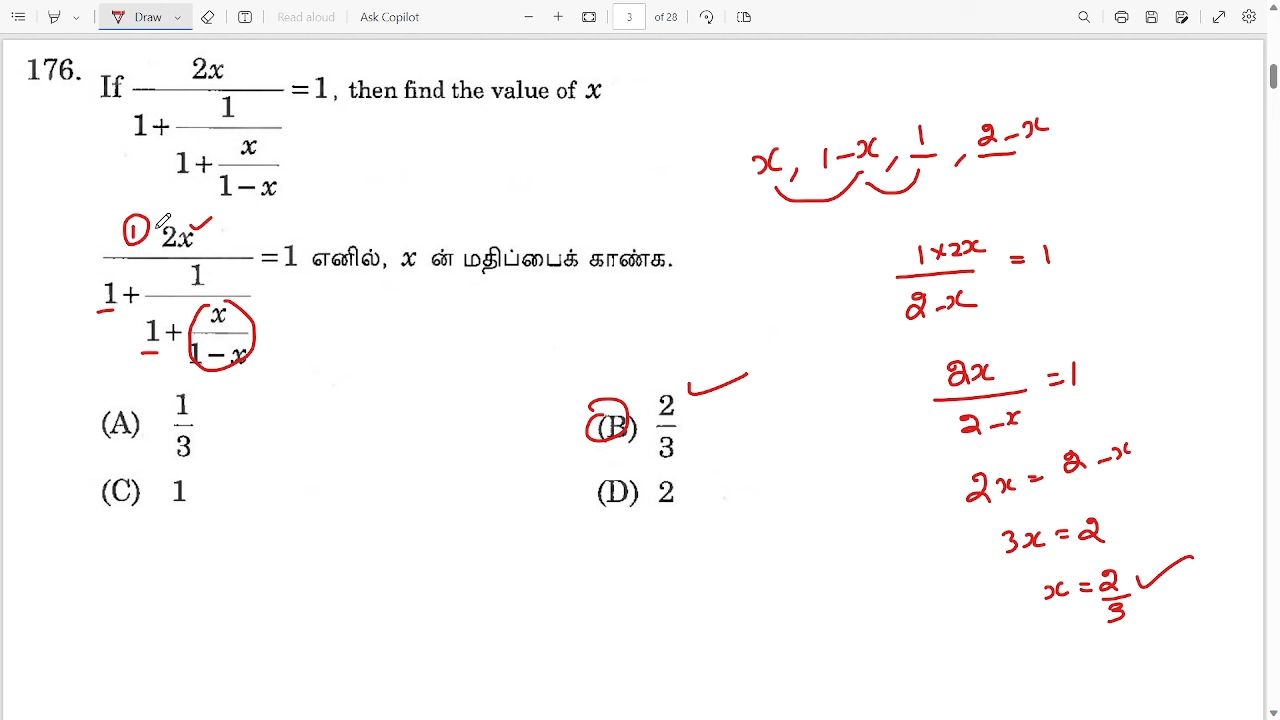 Draw Read aloud Ask Copilot 3 of 28
176. If 2x / (1 + 1 / (1 + x / (1 − x))) = 1, then find the value of x
① 2x / (1 + 1 / (1 + x / (1 − x))) = 1 எனில், x ன் மதிப்பைக் காண்க.
(A) 1/3
(B) 2/3
(C) 1
(D) 2
x, 1−x, 1, 2−x
1×2x / 2−x = 1
2x / 2−x = 1
2x = 2−x
3x = 2
x = 2/3